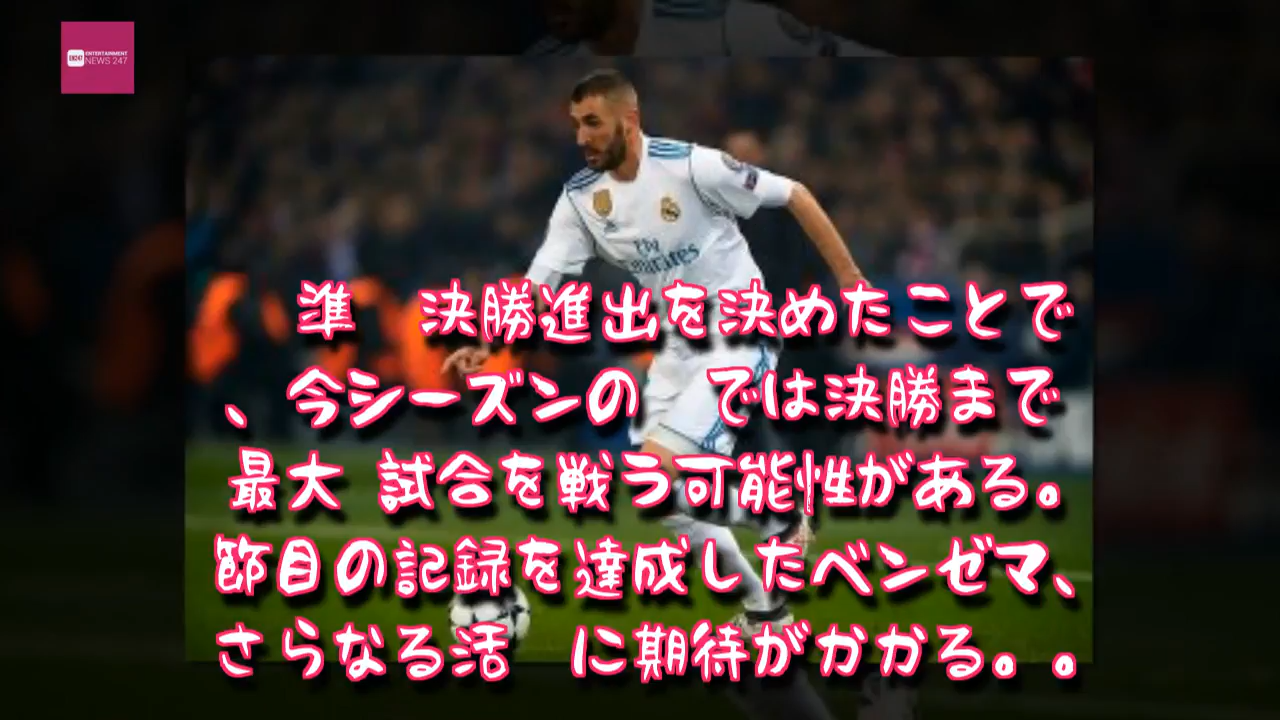 ENTERTAINMENT
NEWS 247
Fly
Emirates
準　決勝進出を決めたことで
、今シーズンの　では決勝まで
最大 試合を戦う可能性がある。
節目の記録を達成したベンゼマ、
さらなる活　に期待がかかる。。